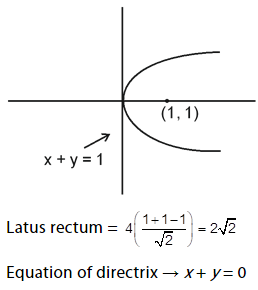 (1, 1)
x + y = 1
Latus rectum = 4((1+1−1)/√2) = 2√2
Equation of directrix → x + y = 0